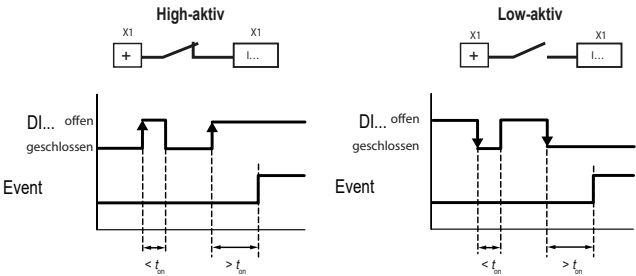 High-aktiv
X1
X1
+
I...
DI...
offen
geschlossen
Event
< ton
> ton
Low-aktiv
X1
X1
+
I...
DI...
offen
geschlossen
Event
< ton
> ton